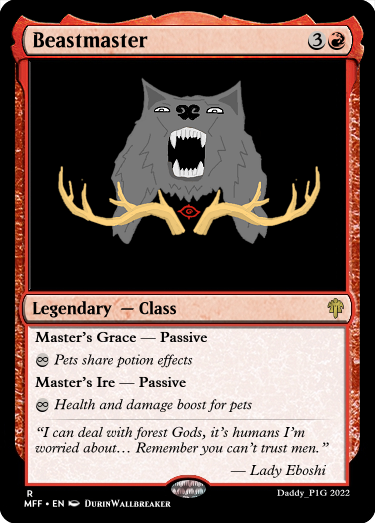 Beastmaster 3
Legendary — Class
Master's Grace — Passive
Pets share potion effects
Master's Ire — Passive
Health and damage boost for pets
“I can deal with forest Gods, it's humans I'm
worried about… Remember you can't trust men.”
— Lady Eboshi
R Daddy_P1G 2022
MFF • EN DurinWallbreaker